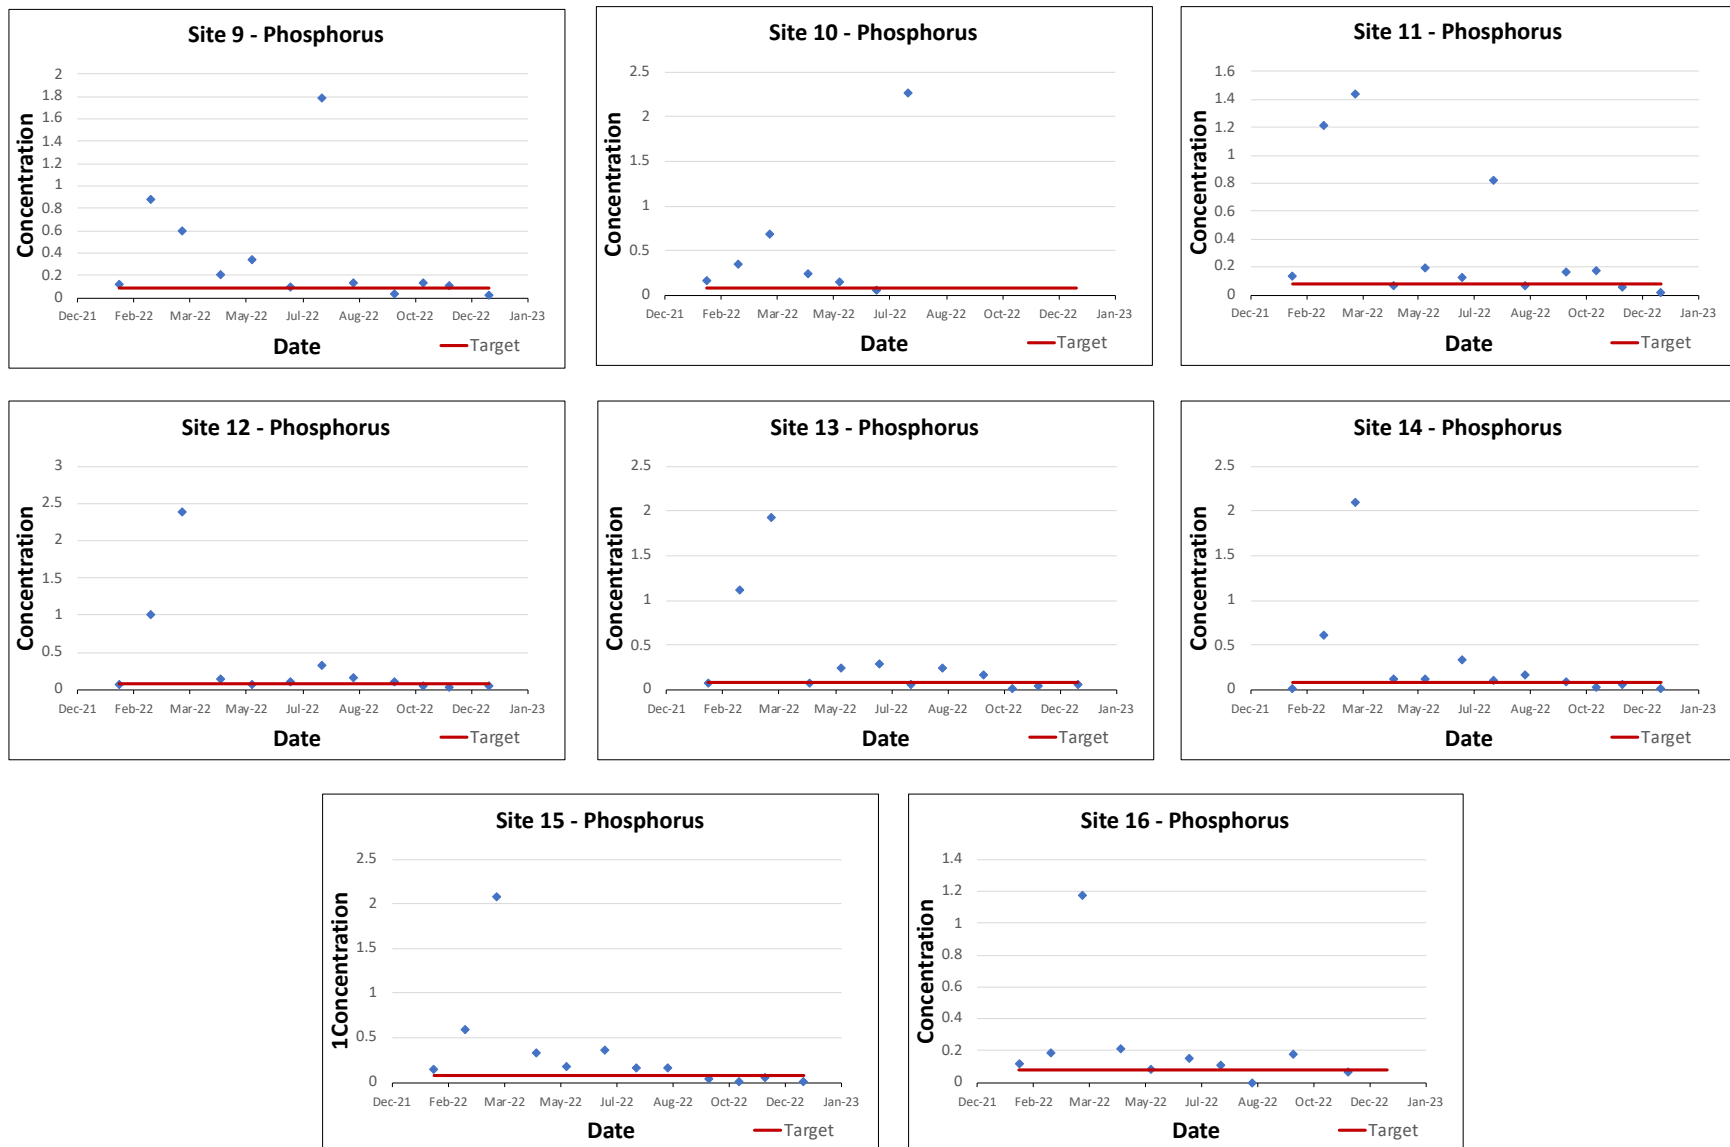 Site 9 - Phosphorus
2
1.8
1.6
1.4
1.2
1
0.8
0.6
0.4
0.2
0
Concentration
Dec-21 Feb-22 Mar-22 May-22 Jul-22 Aug-22 Oct-22 Dec-22 Jan-23
Date
Target
Site 10 - Phosphorus
2.5
2
1.5
1
0.5
0
Concentration
Dec-21 Feb-22 Mar-22 May-22 Jul-22 Aug-22 Oct-22 Dec-22 Jan-23
Date
Target
Site 11 - Phosphorus
1.6
1.4
1.2
1
0.8
0.6
0.4
0.2
0
Concentration
Dec-21 Feb-22 Mar-22 May-22 Jul-22 Aug-22 Oct-22 Dec-22 Jan-23
Date
Target
Site 12 - Phosphorus
3
2.5
2
1.5
1
0.5
0
Concentration
Dec-21 Feb-22 Mar-22 May-22 Jul-22 Aug-22 Oct-22 Dec-22 Jan-23
Date
Target
Site 13 - Phosphorus
2.5
2
1.5
1
0.5
0
Concentration
Dec-21 Feb-22 Mar-22 May-22 Jul-22 Aug-22 Oct-22 Dec-22 Jan-23
Date
Target
Site 14 - Phosphorus
2.5
2
1.5
1
0.5
0
Concentration
Dec-21 Feb-22 Mar-22 May-22 Jul-22 Aug-22 Oct-22 Dec-22 Jan-23
Date
Target
Site 15 - Phosphorus
2.5
2
1.5
1
0.5
0
1Concentration
Dec-21 Feb-22 Mar-22 May-22 Jul-22 Aug-22 Oct-22 Dec-22 Jan-23
Date
Target
Site 16 - Phosphorus
1.4
1.2
1
0.8
0.6
0.4
0.2
0
Concentration
Dec-21 Feb-22 Mar-22 May-22 Jul-22 Aug-22 Oct-22 Dec-22 Jan-23
Date
Target